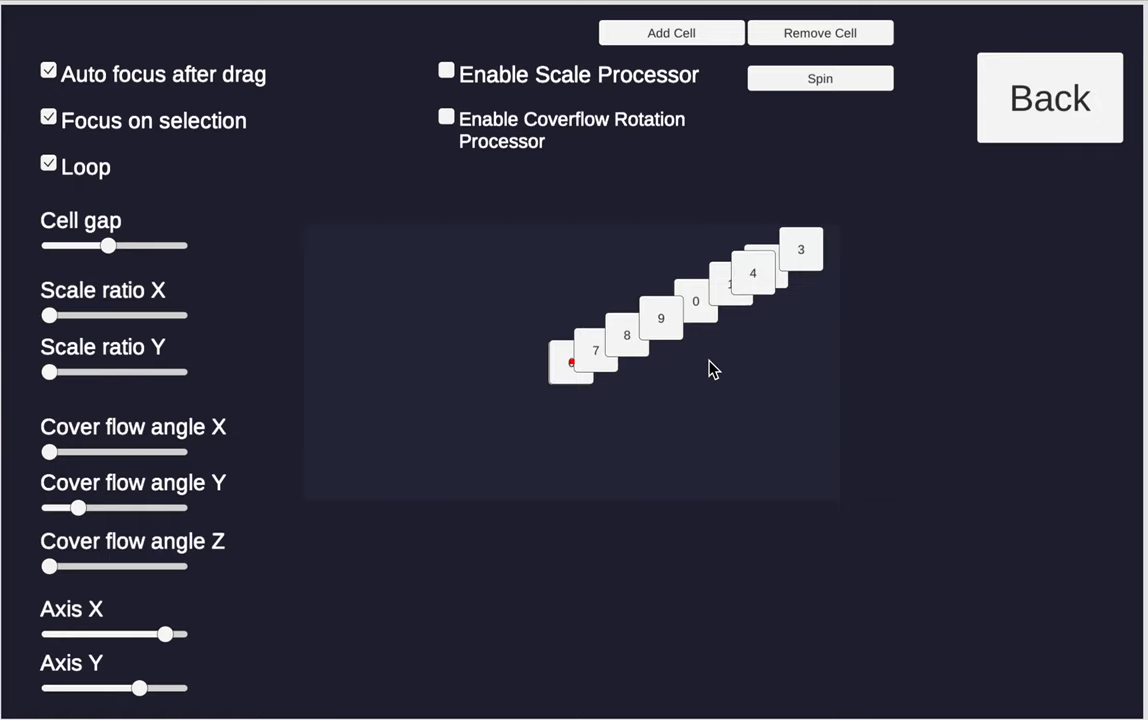 Add Cell
Remove Cell
Auto focus after drag
Enable Scale Processor
Spin
Back
Focus on selection
Enable Coverflow Rotation
Processor
Loop
Cell gap
3
4
0
9
8
7
Scale ratio X
Scale ratio Y
Cover flow angle X
Cover flow angle Y
Cover flow angle Z
Axis X
Axis Y